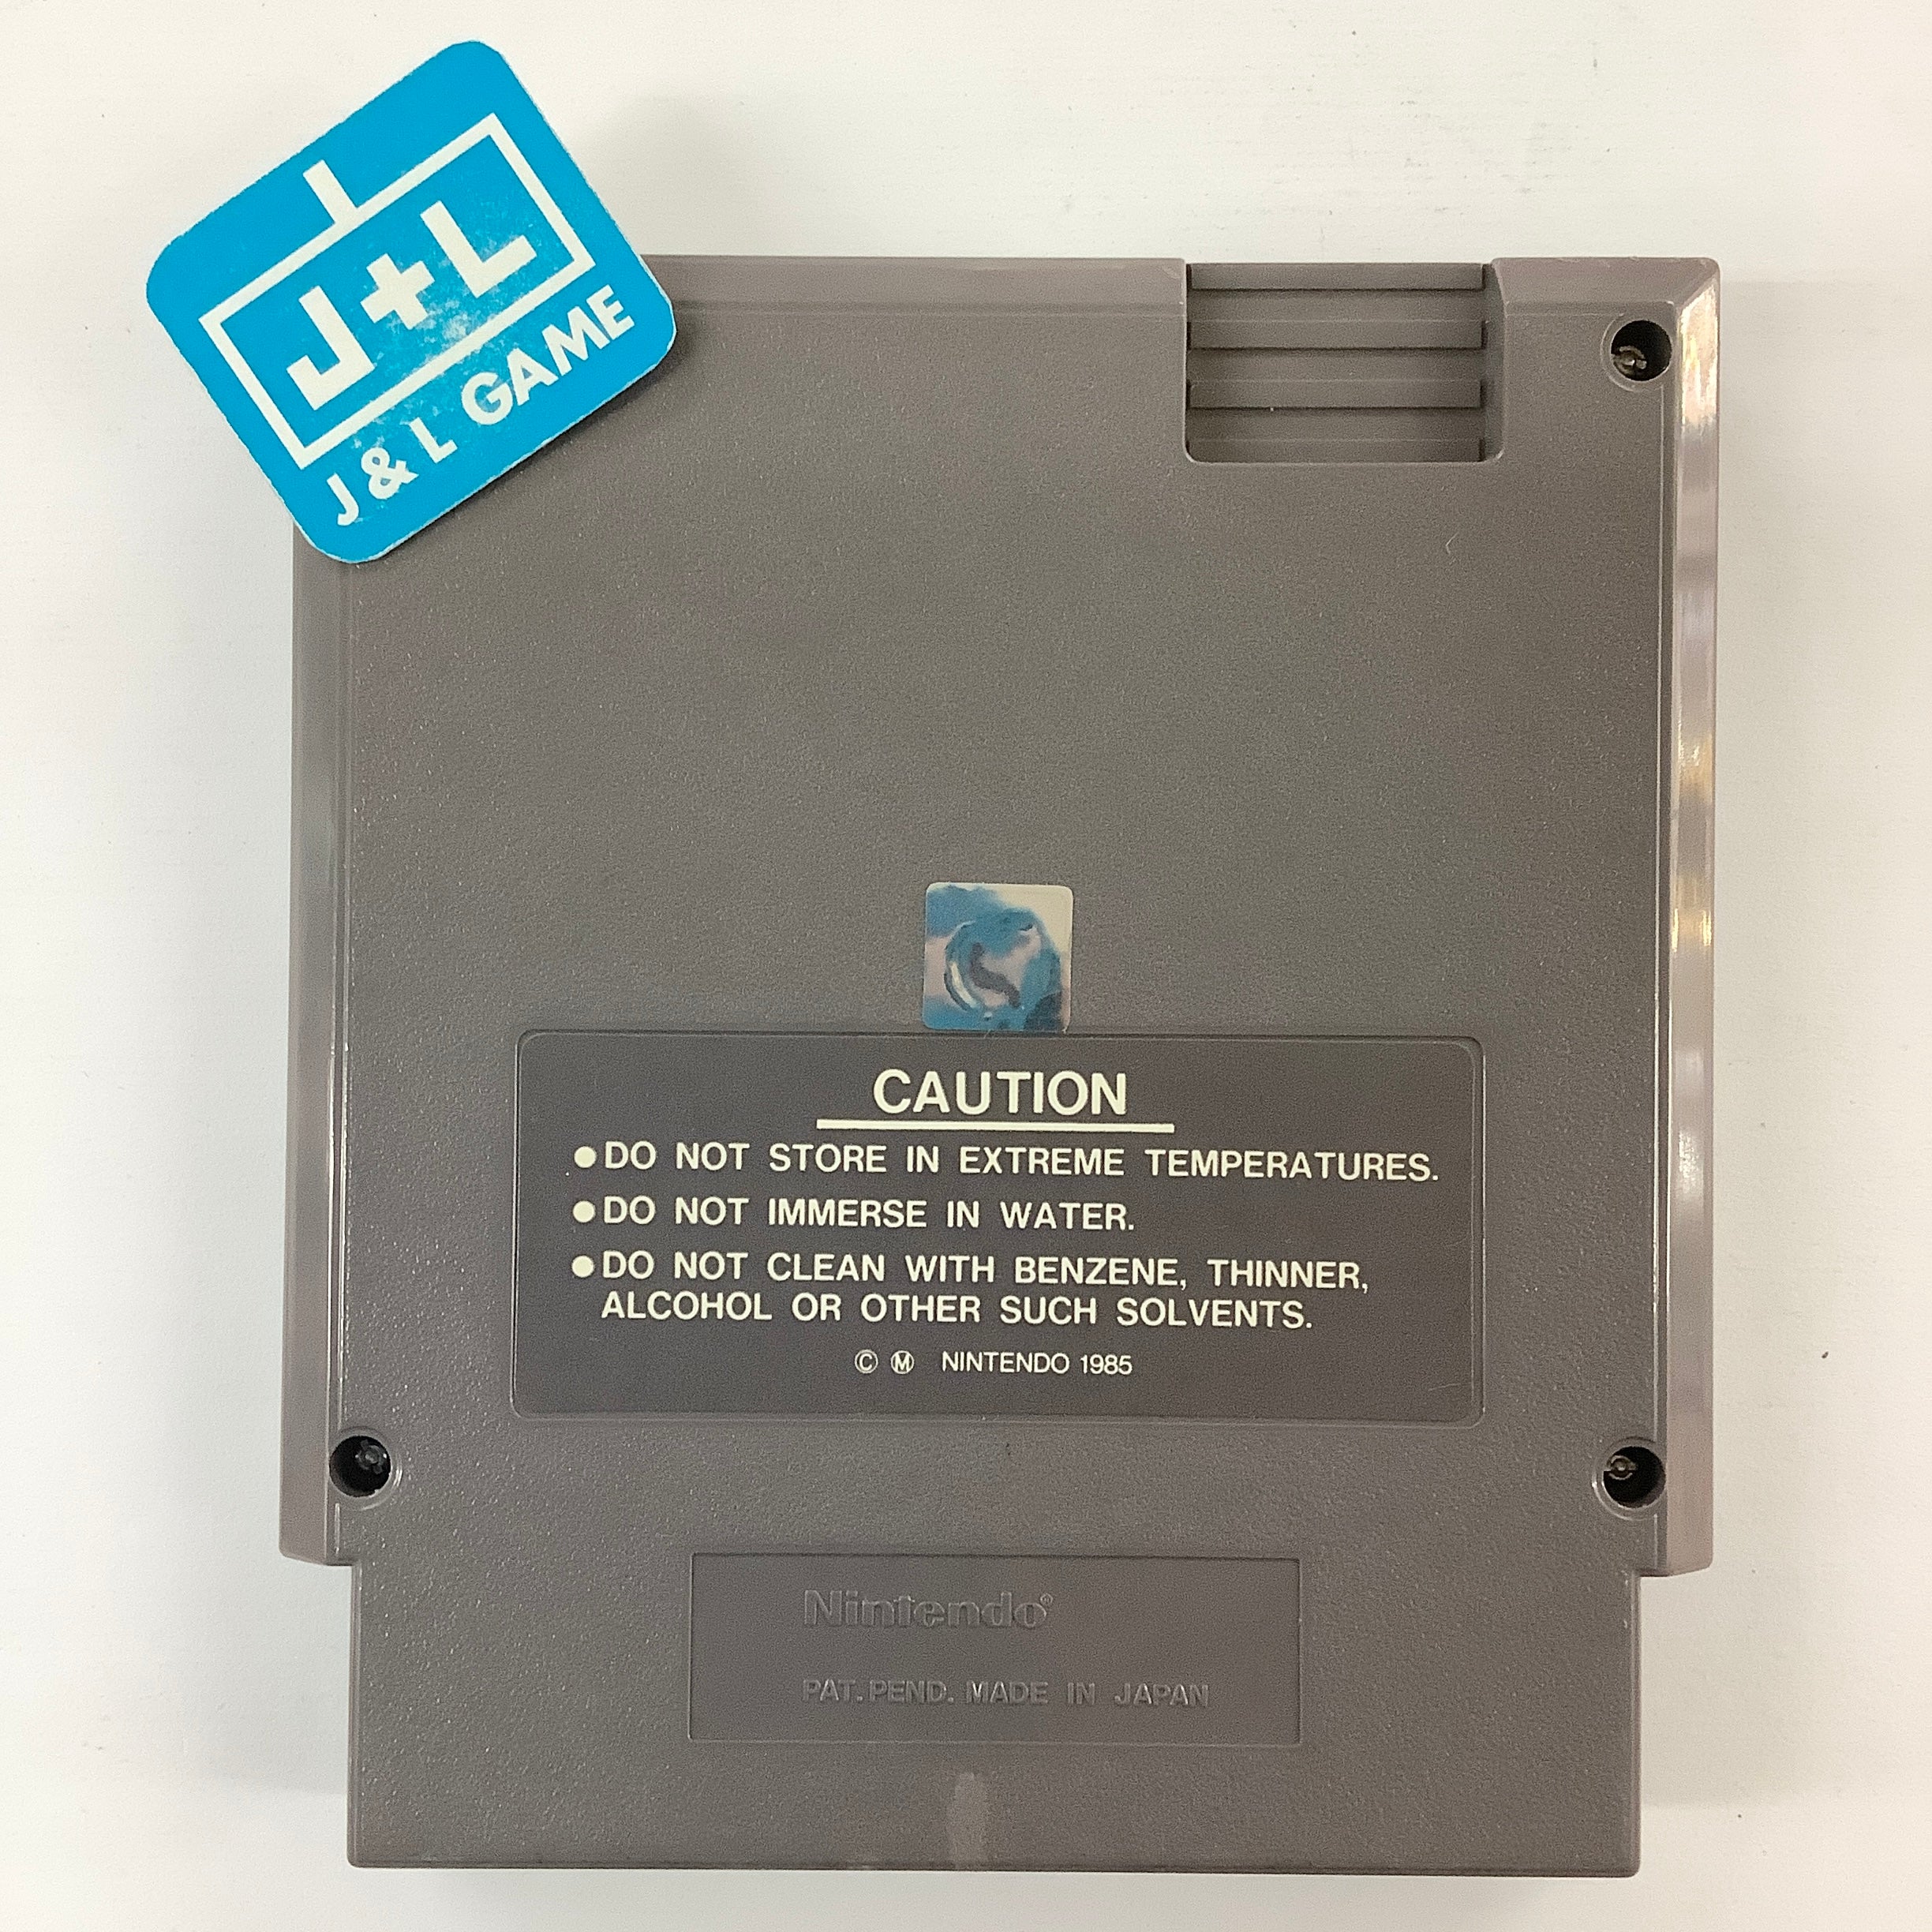 J+L
J & L GAME
CAUTION
●DO NOT STORE IN EXTREME TEMPERATURES.
●DO NOT IMMERSE IN WATER.
●DO NOT CLEAN WITH BENZENE, THINNER,
ALCOHOL OR OTHER SUCH SOLVENTS.
© Ⓜ NINTENDO 1985
Nintendo®
PAT. PEND. MADE IN JAPAN